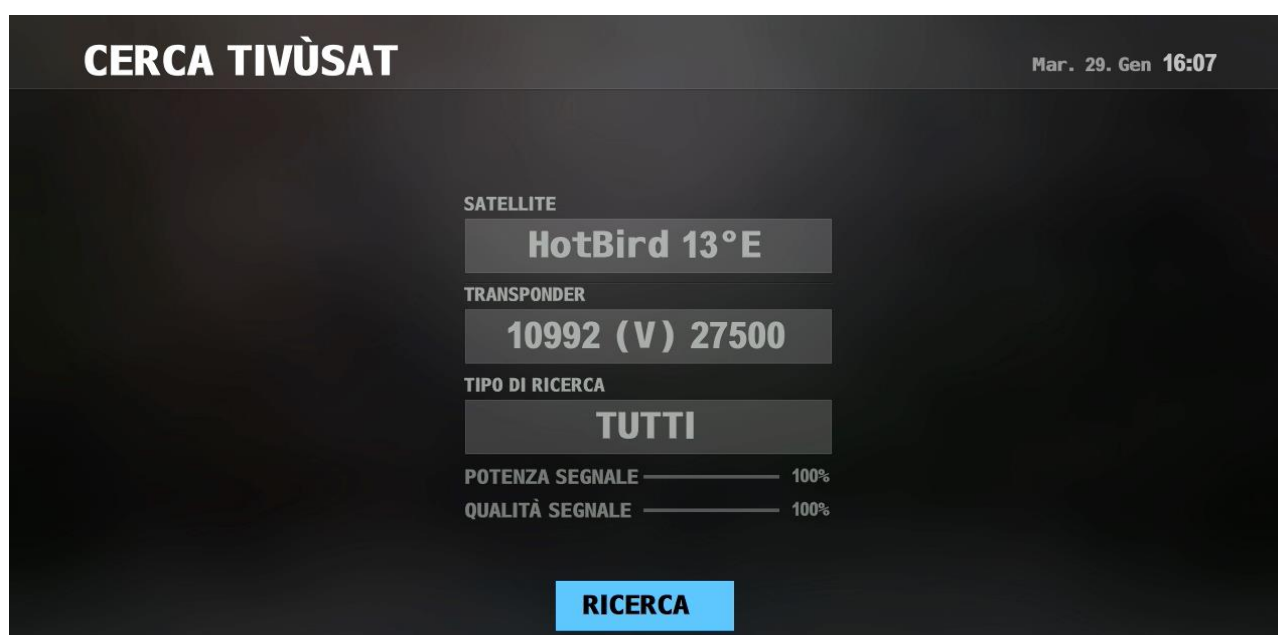 CERCA TIVÙSAT
Mar. 29. Gen 16:07
SATELLITE
HotBird 13°E
TRANSPONDER
10992 (V) 27500
TIPO DI RICERCA
TUTTI
POTENZA SEGNALE 100%
QUALITÀ SEGNALE 100%
RICERCA